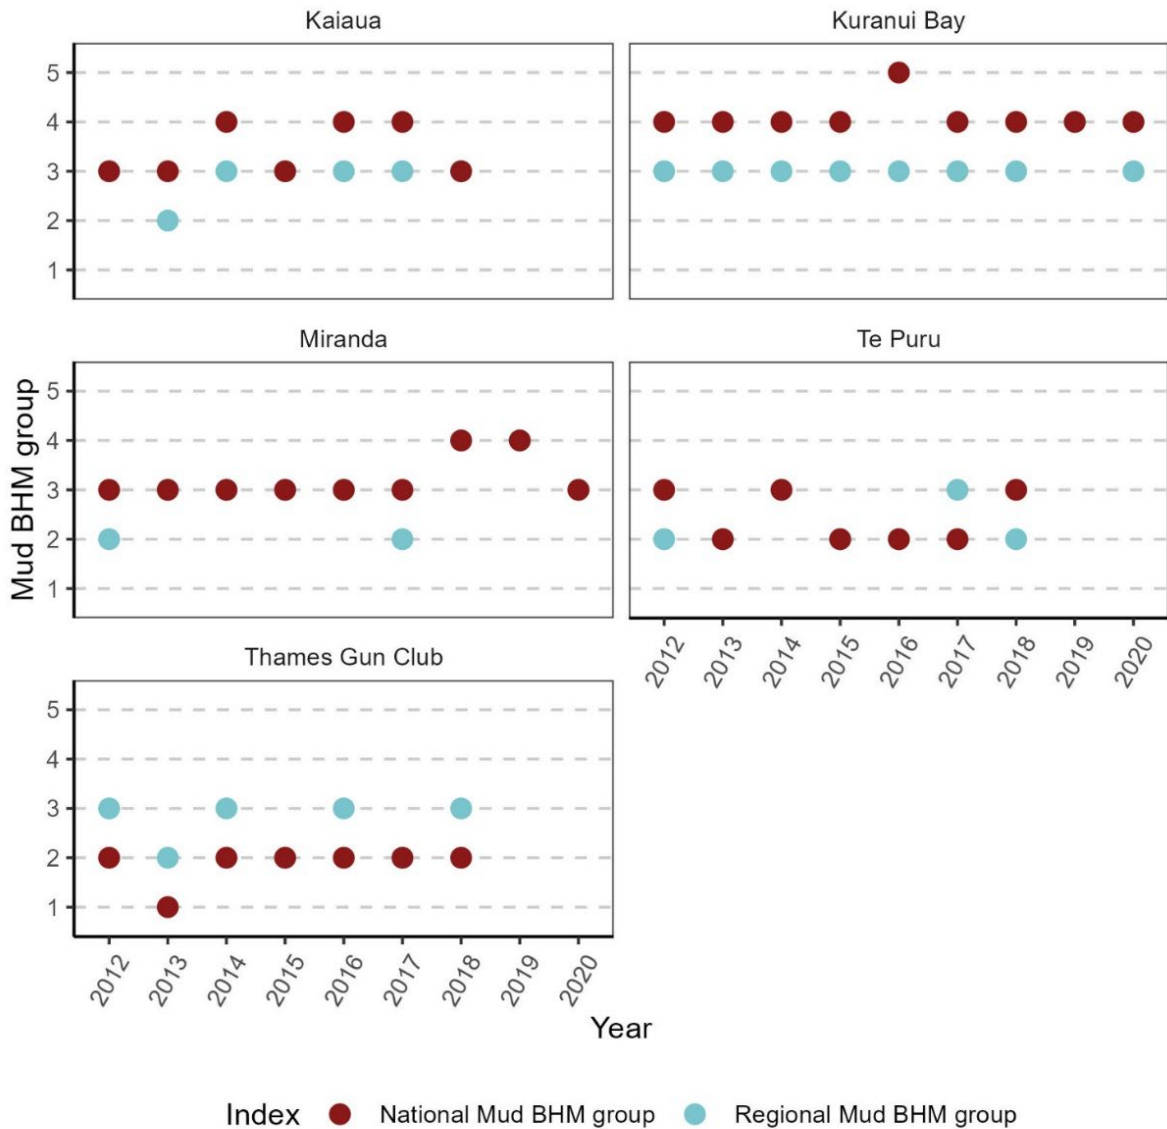 Kaiaua
Kuranui Bay
5
4
3
2
1
Miranda
Te Puru
5
4
3
2
1
Mud BHM group
2012 2013 2014 2015 2016 2017 2018 2019 2020
Thames Gun Club
5
4
3
2
1
2012 2013 2014 2015 2016 2017 2018 2019 2020
Year
Index National Mud BHM group Regional Mud BHM group